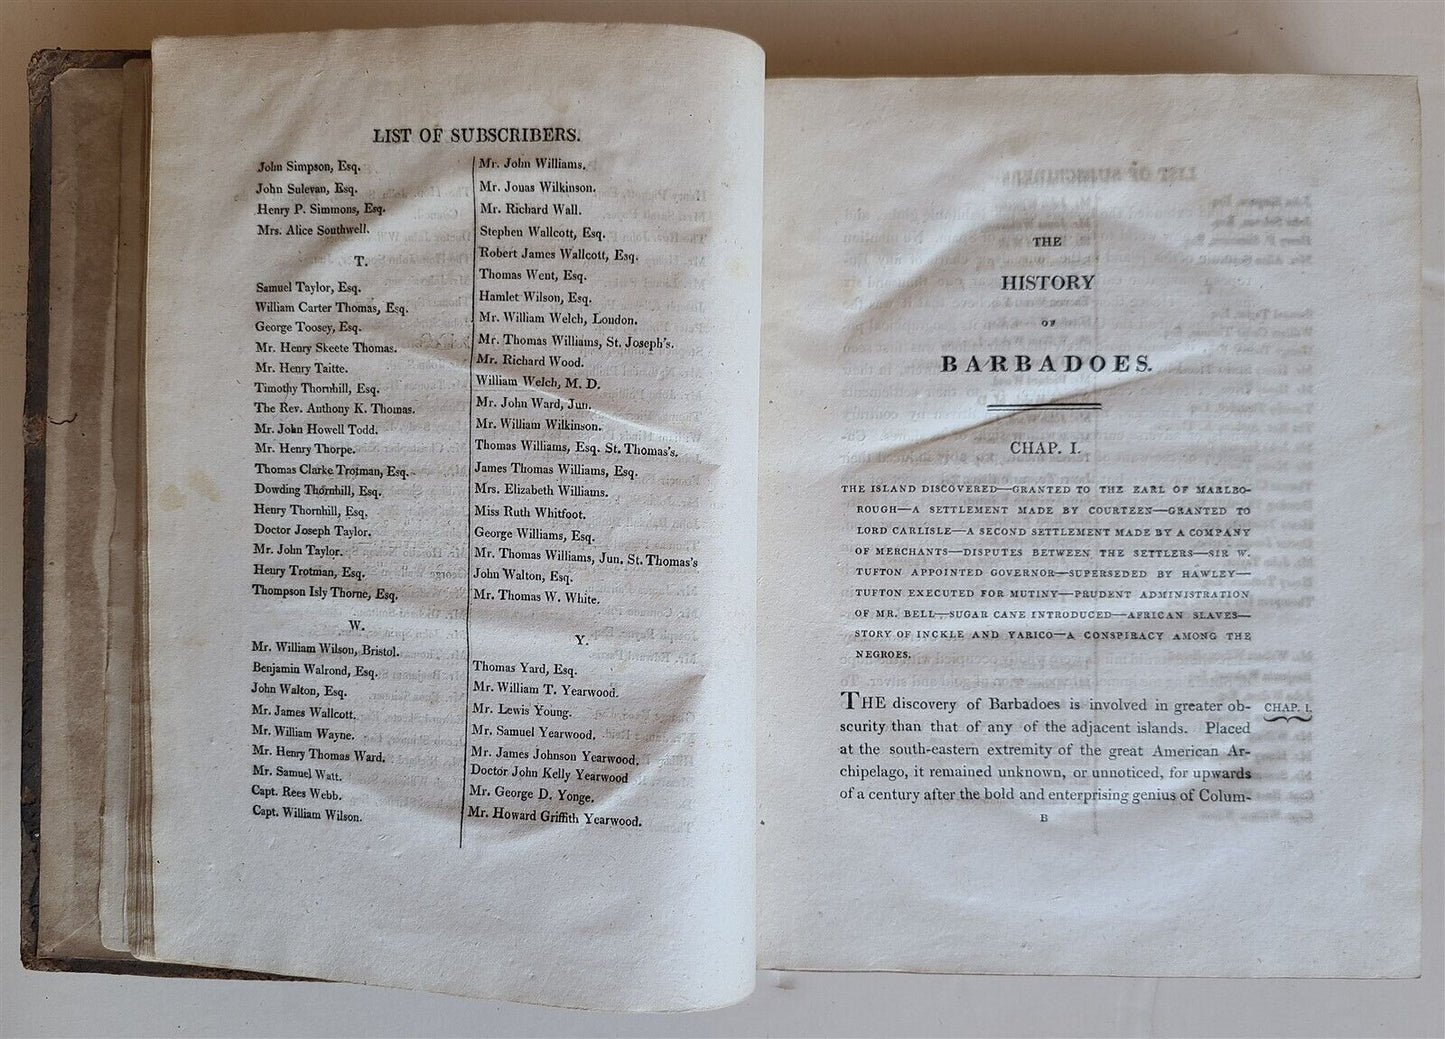 LIST OF SUBSCRIBERS.
John Simpson, Esq.
John Sulevan, Esq.
Henry P. Simmons, Esq.
Mrs. Alice Southwell.
T.
Samuel Taylor, Esq.
William Carter Thomas, Esq.
George Toosey, Esq.
Mr. Henry Skeete Thomas.
Mr. Henry Taitte.
Timothy Thornhill, Esq.
The Rev. Anthony K. Thomas.
Mr. John Howell Todd.
Mr. Henry Thorpe.
Thomas Clarke Trotman, Esq.
Dowding Thornhill, Esq.
Henry Thornhill, Esq.
Doctor Joseph Taylor.
Mr. John Taylor.
Henry Trotman, Esq.
Thompson Isly Thorne, Esq.
W.
Mr. William Wilson, Bristol.
Benjamin Walrond, Esq.
John Walton, Esq.
Mr. James Wallcott.
Mr. William Wayne.
Mr. Henry Thomas Ward.
Mr. Samuel Watt.
Capt. Rees Webb.
Capt. William Wilson.
Mr. John Williams.
Mr. Jouas Wilkinson.
Mr. Richard Wall.
Stephen Wallcott, Esq.
Robert James Wallcott, Esq.
Thomas Went, Esq.
Hamlet Wilson, Esq.
Mr. William Welch, London.
Mr. Thomas Williams, St. Joseph's.
Mr. Richard Wood.
William Welch, M. D.
Mr. John Ward, Jun.
Mr. William Wilkinson.
Thomas Williams, Esq. St. Thomas's.
James Thomas Williams, Esq.
Mrs. Elizabeth Williams.
Miss Ruth Whitfoot.
George Williams, Esq.
Mr. Thomas Williams, Jun. St. Thomas's
John Walton, Esq.
Mr. Thomas W. White.
Y.
Thomas Yard, Esq.
Mr. William T. Yearwood.
Mr. Lewis Young.
Mr. Samuel Yearwood.
Mr. James Johnson Yearwood.
Doctor John Kelly Yearwood
Mr. George D. Yonge.
Mr. Howard Griffith Yearwood.
THE
HISTORY
OF
BARBADOES.
CHAP. I.
THE ISLAND DISCOVERED—GRANTED TO THE EARL OF MARLBO-
ROUGH—A SETTLEMENT MADE BY COURTEEN—GRANTED TO
LORD CARLISLE—A SECOND SETTLEMENT MADE BY A COMPANY
OF MERCHANTS—DISPUTES BETWEEN THE SETTLERS—SIR W.
TUFTON APPOINTED GOVERNOR—SUPERSEDED BY HAWLEY—
TUFTON EXECUTED FOR MUTINY—PRUDENT ADMINISTRATION
OF MR. BELL—SUGAR CANE INTRODUCED—AFRICAN SLAVES—
STORY OF INCKLE AND YARICO—A CONSPIRACY AMONG THE
NEGROES.
THE discovery of Barbadoes is involved in greater ob- CHAP. I.
scurity than that of any of the adjacent islands. Placed
at the south-eastern extremity of the great American Ar-
chipelago, it remained unknown, or unnoticed, for upwards
of a century after the bold and enterprising genius of Colum-
B